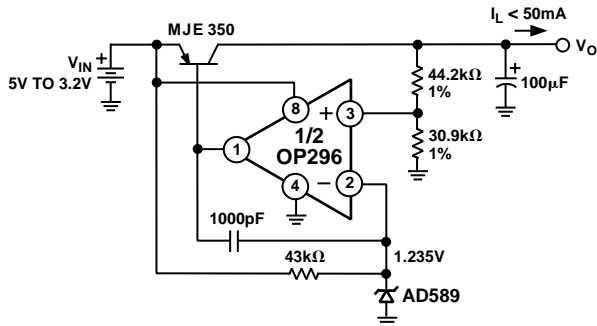 MJE 350
I_L < 50mA
V_O
V_IN +
5V TO 3.2V
44.2kΩ
1%
+
100μF
8
+
3
1/2
OP296
1
30.9kΩ
1%
4
–
2
1000pF
1.235V
43kΩ
AD589